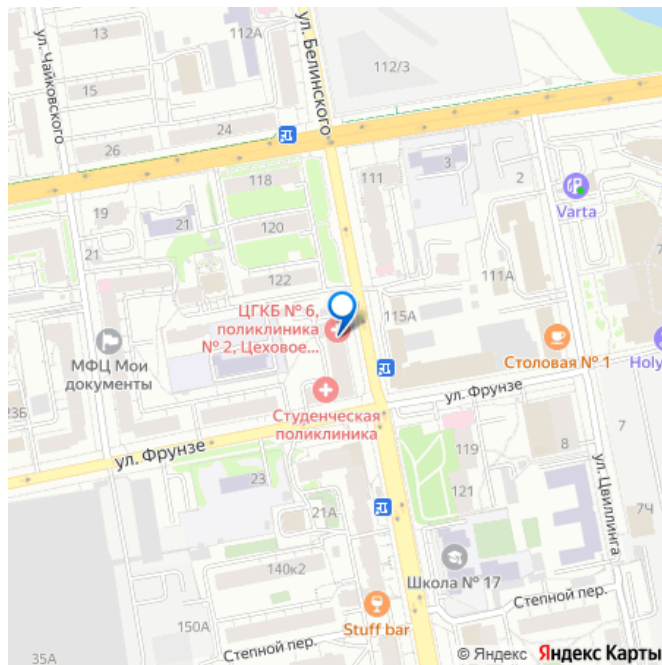 13
112А
ул. Белинского
112/3
ул. Чайковского
15
24
26
118
111
3
2
Varta
19
21
120
21
122
111А
ЦГКБ № 6,
поликлиника
№ 2, Цеховое...
115А
МФЦ Мои
документы
Столовая № 1
Holy
Студенческая
поликлиника
ул. Фрунзе
23Б
ул. Фрунзе
119
8
7
23
121
ул. Цвиллинга
21А
7Ч
140к2
Школа № 17
Степной пер.
150А
Stuff bar
Степной пер.
35А
© Яндекс Яндекс Карты